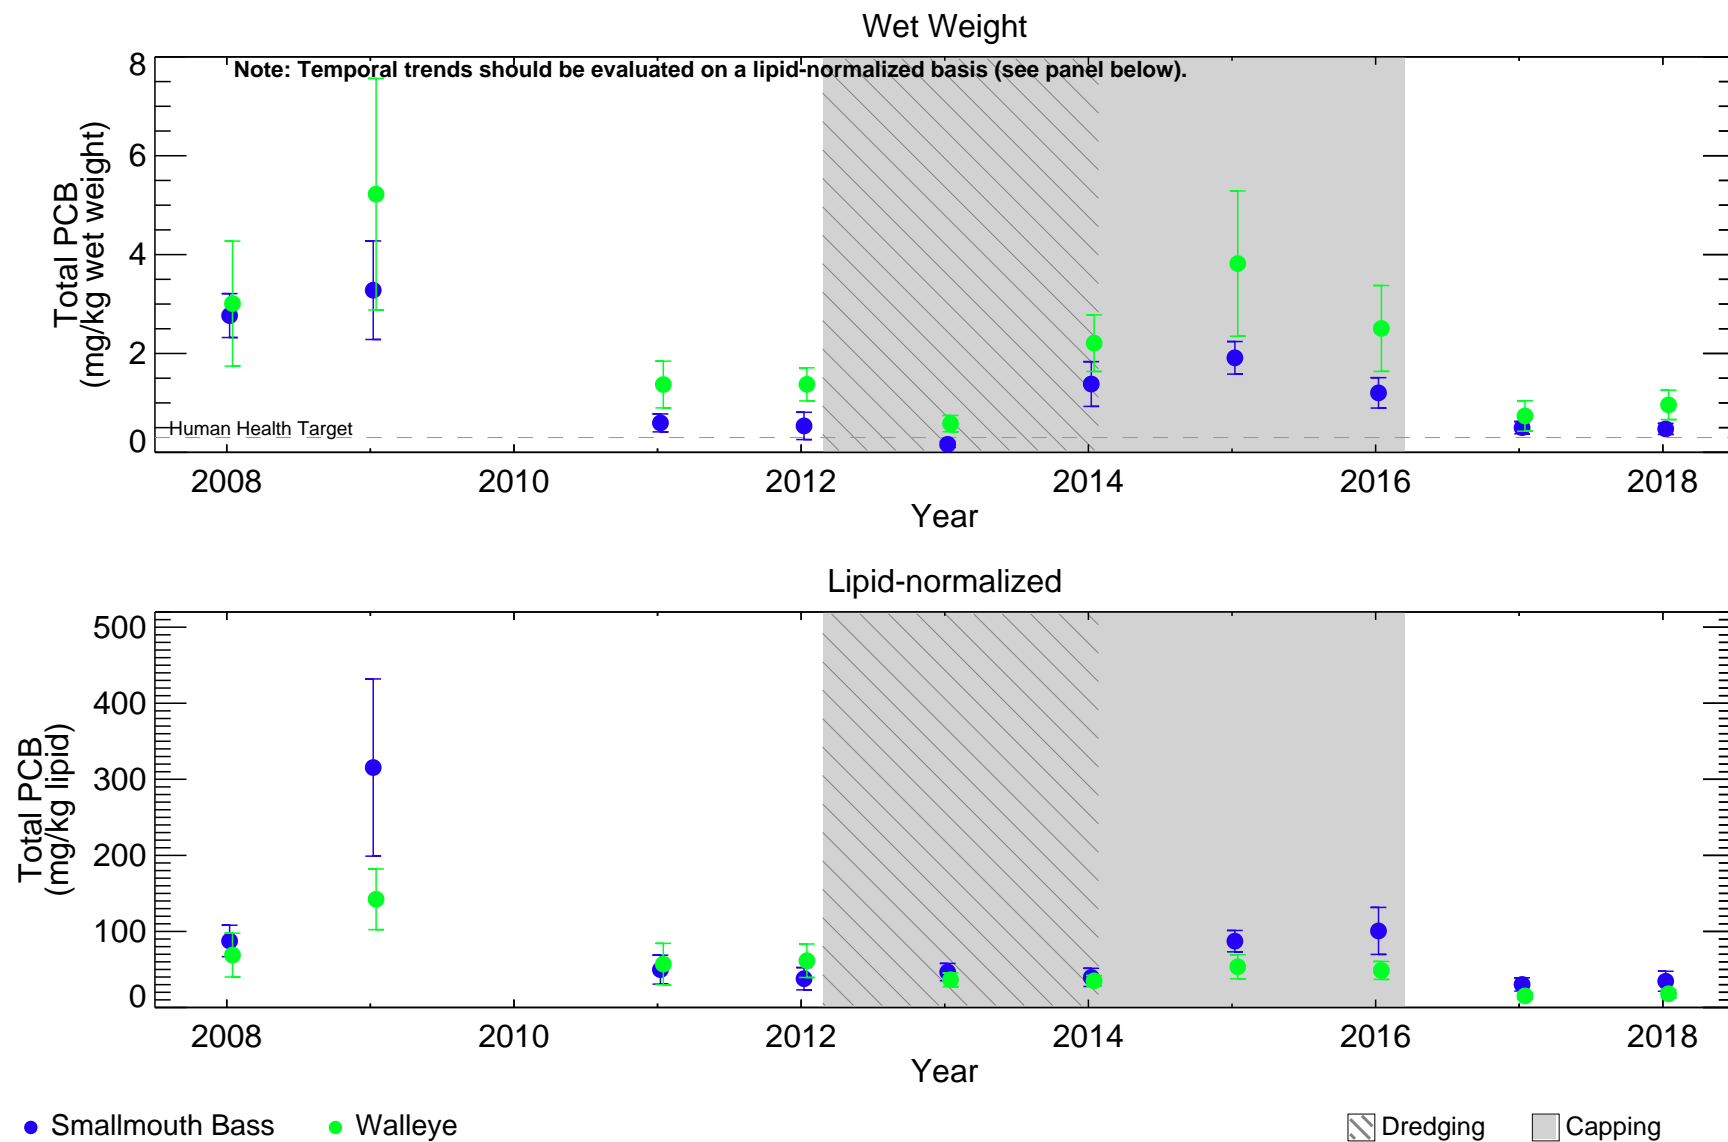 Wet Weight
Note: Temporal trends should be evaluated on a lipid-normalized basis (see panel below).
Total PCB
(mg/kg wet weight)
8
6
4
2
0
Human Health Target
2008 2010 2012 2014 2016 2018
Year
Lipid-normalized
Total PCB
(mg/kg lipid)
500
400
300
200
100
0
2008 2010 2012 2014 2016 2018
Year
Smallmouth Bass Walleye Dredging Capping